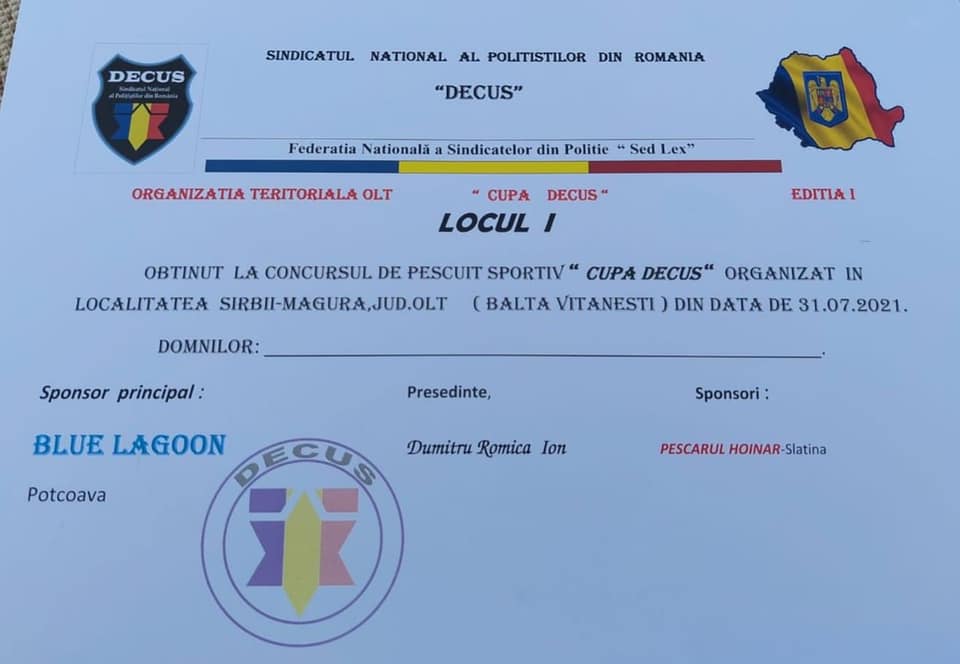 DECUS
Sindicatul Național
al Polițiștilor din România
SINDICATUL NATIONAL AL POLITISTILOR DIN ROMANIA
“DECUS”
Federatia Națională a Sindicatelor din Politie “ Sed Lex”
ORGANIZATIA TERITORIALA OLT “ CUPA DECUS “ EDITIA I
LOCUL I
OBTINUT LA CONCURSUL DE PESCUIT SPORTIV “ CUPA DECUS“ ORGANIZAT IN
LOCALITATEA SIRBII-MAGURA,JUD.OLT ( BALTA VITANESTI ) DIN DATA DE 31.07.2021.
DOMNILOR: ______________________________.
Sponsor principal : Presedinte, Sponsori :
BLUE LAGOON Dumitru Romica Ion PESCARUL HOINAR-Slatina
Potcoava
DECUS